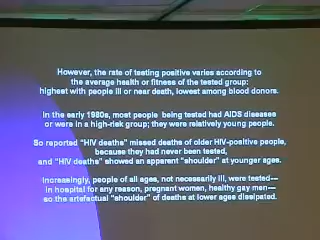 However, the rate of testing positive varies according to
the average health or fitness of the tested group:
highest with people ill or near death, lowest among blood donors.
In the early 1980s, most people being tested had AIDS diseases
or were in a high-risk group; they were relatively young people.
So reported “HIV deaths” missed deaths of older HIV-positive people,
because they had never been tested,
and “HIV deaths” showed an apparent “shoulder” at younger ages.
Increasingly, people of all ages, not necessarily ill, were tested—
in hospital for any reason, pregnant women, healthy gay men—
so the artefactual “shoulder” of deaths at lower ages dissipated.